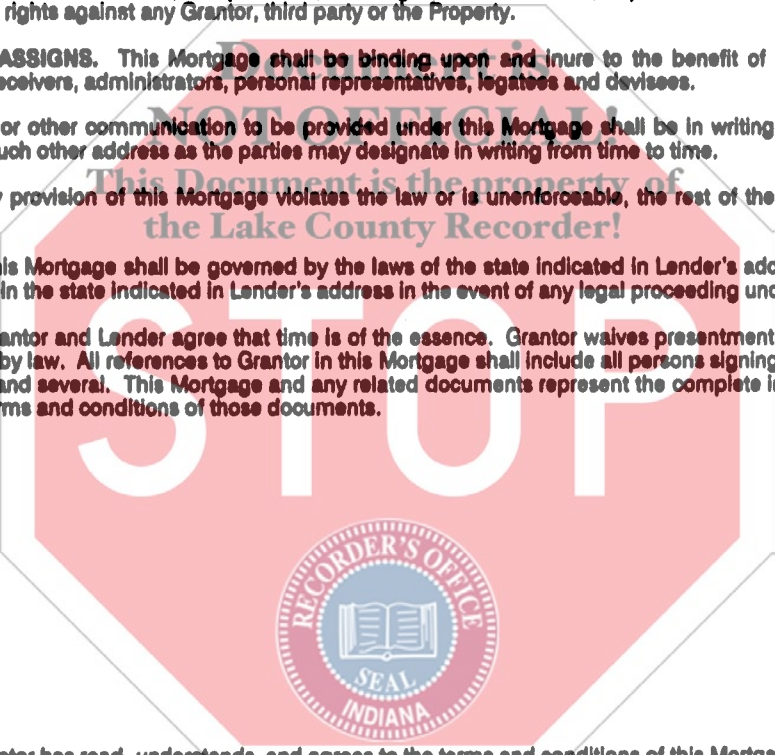 rights against any Grantor, third party or the Property.
ASSIGNS. This Mortgage shall be binding upon and inure to the benefit of
eceivers, administrators, personal representatives, legatees and devisees.
or other communication to be provided under this Mortgage shall be in writing
uch other address as the parties may designate in writing from time to time.
y provision of this Mortgage violates the law or is unenforceable, the rest of the
is Mortgage shall be governed by the laws of the state indicated in Lender's add
in the state indicated in Lender's address in the event of any legal proceeding und
antor and Lender agree that time is of the essence. Grantor waives presentment
by law. All references to Grantor in this Mortgage shall include all persons signing
and several. This Mortgage and any related documents represent the complete in
rms and conditions of those documents.
Document is
NOT OFFICIAL!
This Document is the property of
the Lake County Recorder!
STOP
RECORDER'S OFFICE
SEAL
INDIANA
ntor has read, understands, and agrees to the terms and conditions of this Mortga